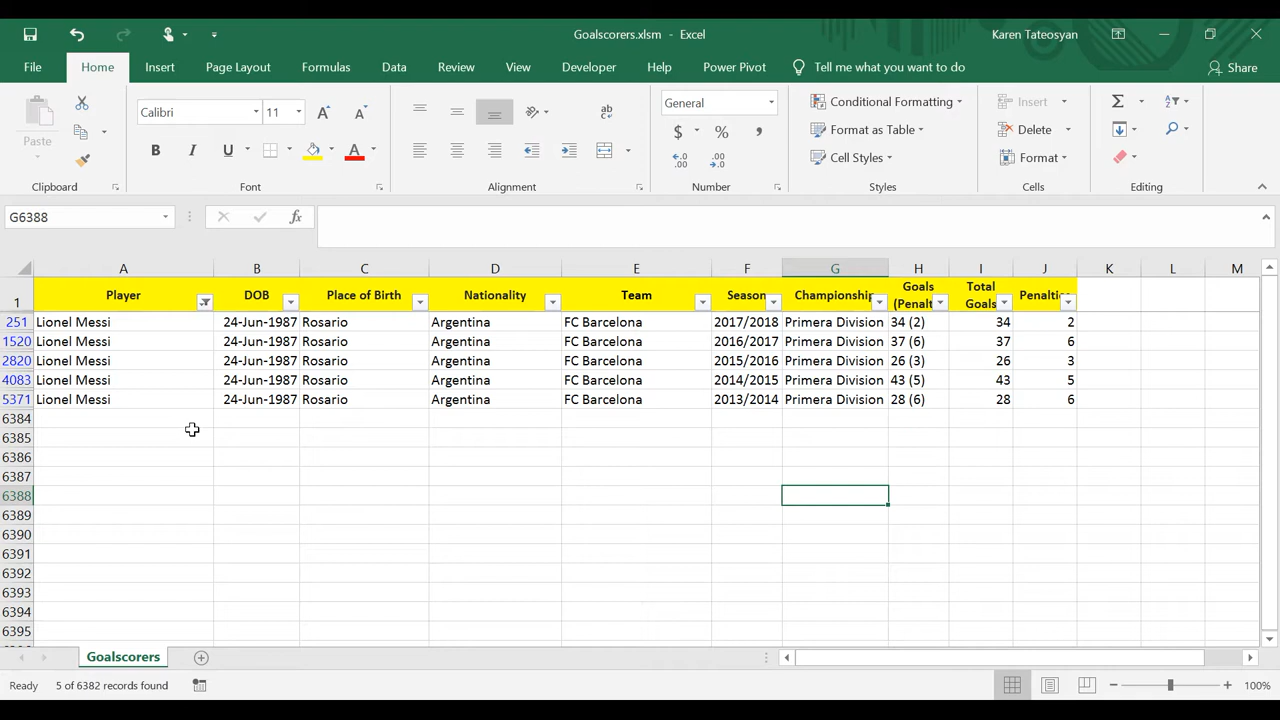 Goalscorers.xlsm - Excel
Karen Tateosyan
File Home Insert Page Layout Formulas Data Review View Developer Help Power Pivot Tell me what you want to do Share
Paste
Calibri 11
B I U A
General
$ % ,
Conditional Formatting
Format as Table
Cell Styles
Insert
Delete
Format
Clipboard Font Alignment Number Styles Cells Editing
G6388 fx
A B C D E F G H I J K L M
1 Player DOB Place of Birth Nationality Team Season Championship Goals (Penalt Total Goals Penaltie
251 Lionel Messi 24-Jun-1987 Rosario Argentina FC Barcelona 2017/2018 Primera Division 34 (2) 34 2
1520 Lionel Messi 24-Jun-1987 Rosario Argentina FC Barcelona 2016/2017 Primera Division 37 (6) 37 6
2820 Lionel Messi 24-Jun-1987 Rosario Argentina FC Barcelona 2015/2016 Primera Division 26 (3) 26 3
4083 Lionel Messi 24-Jun-1987 Rosario Argentina FC Barcelona 2014/2015 Primera Division 43 (5) 43 5
5371 Lionel Messi 24-Jun-1987 Rosario Argentina FC Barcelona 2013/2014 Primera Division 28 (6) 28 6
6384
6385
6386
6387
6388
6389
6390
6391
6392
6393
6394
6395
Goalscorers
Ready 5 of 6382 records found 100%